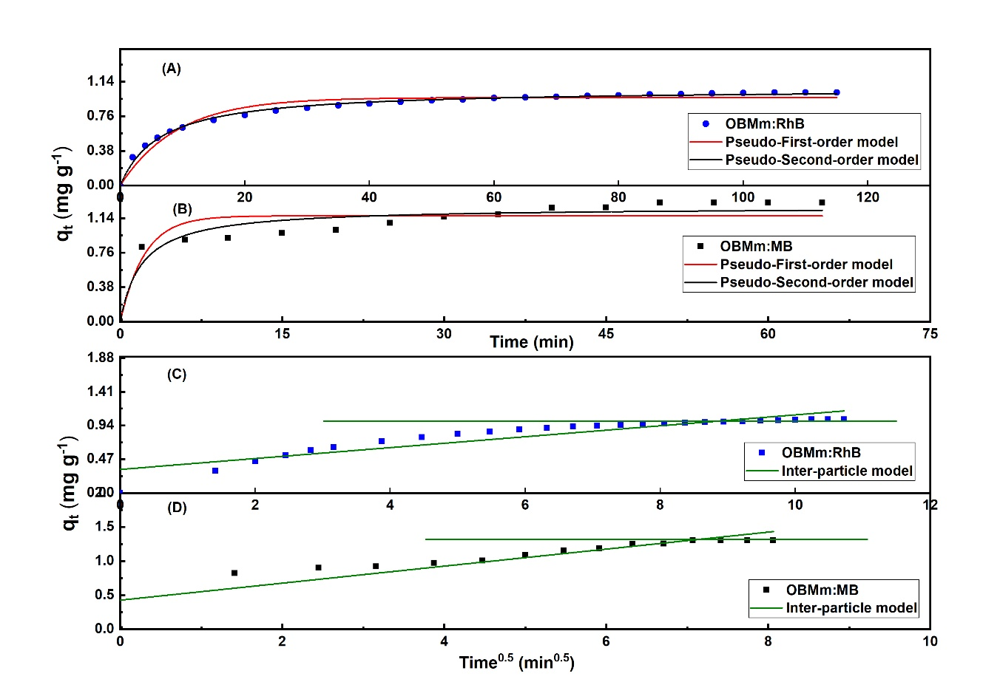 (A)
1.14
0.76
0.38
0.00
OBMm:RhB
Pseudo-First-order model
Pseudo-Second-order model
0 20 40 60 80 100 120
(B)
1.14
0.76
0.38
0.00
OBMm:MB
Pseudo-First-order model
Pseudo-Second-order model
0 15 30 45 60 75
Time (min)
qt (mg g-1)
(C)
1.88
1.41
0.94
0.47
OBMm:RhB
Inter-particle model
0 2 4 6 8 10 12
(D)
1.5
1.0
0.5
0.0
OBMm:MB
Inter-particle model
0 2 4 6 8 10
Time0.5 (min0.5)
qt (mg g-1)